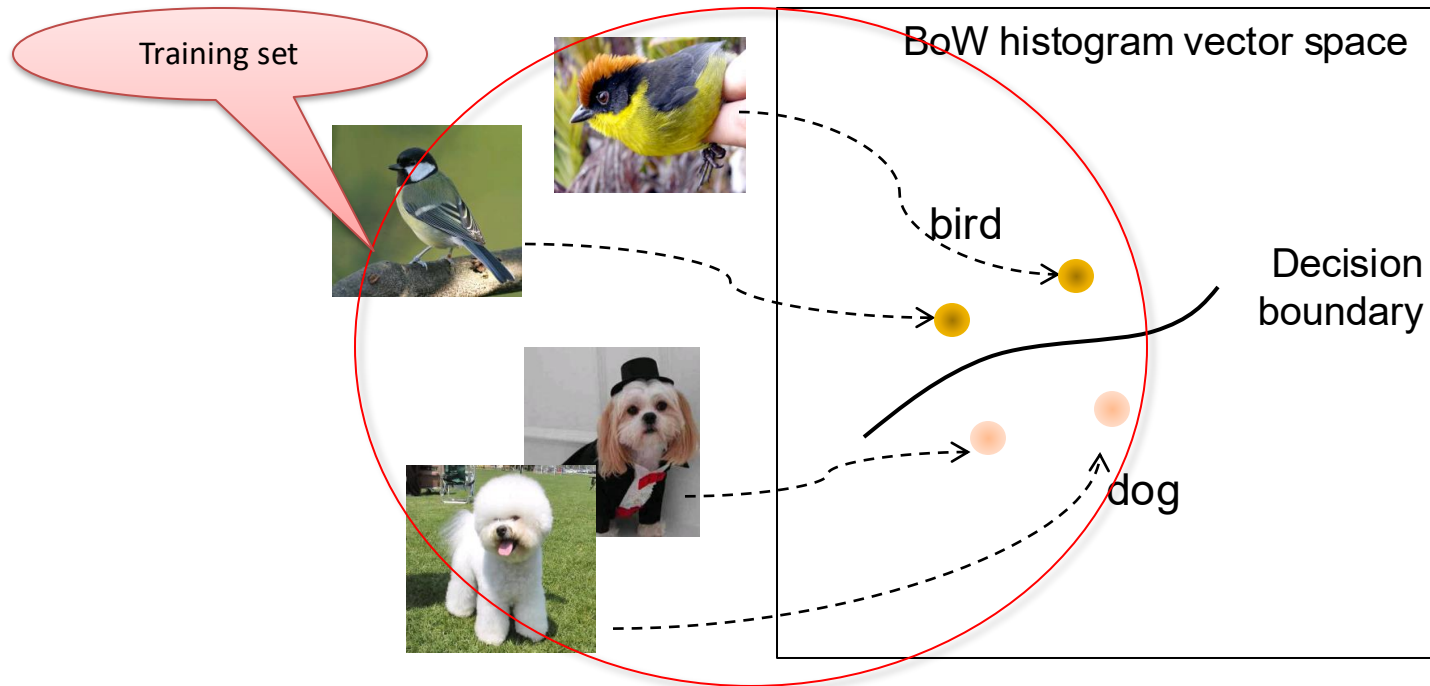 Training set
BoW histogram vector space
bird
Decision
boundary
dog